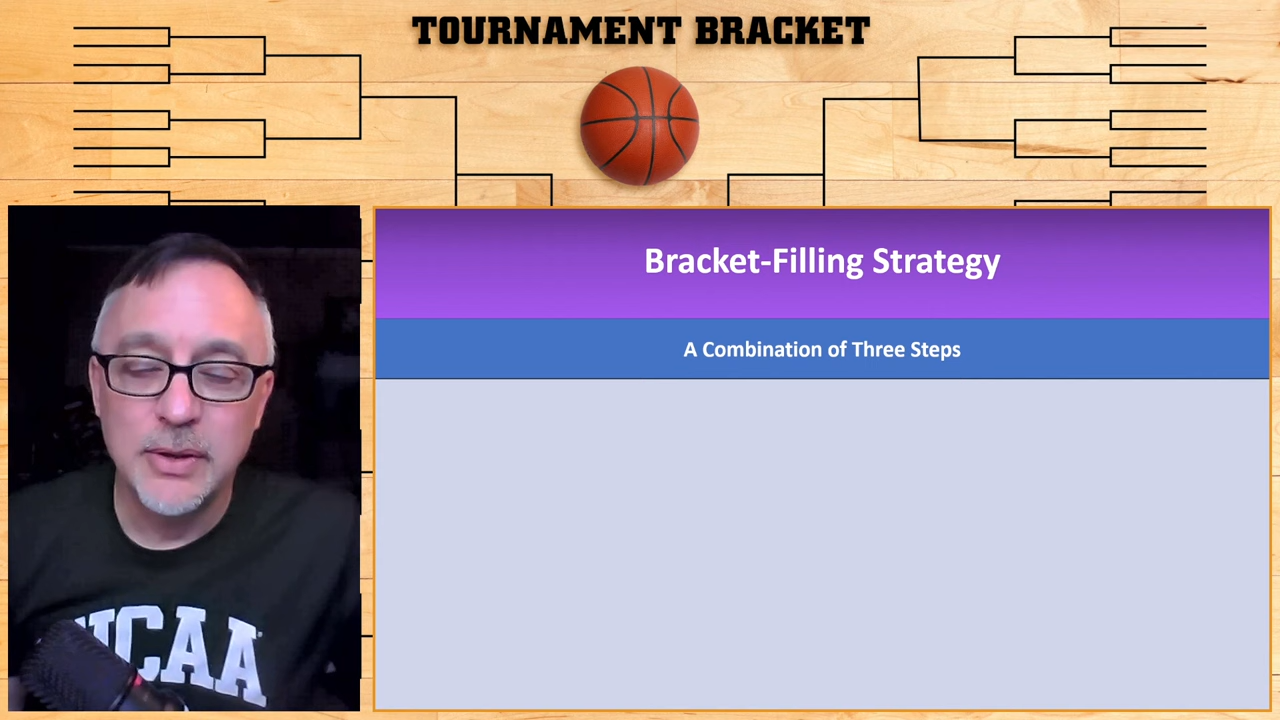 TOURNAMENT BRACKET
Bracket-Filling Strategy
A Combination of Three Steps
NCAA